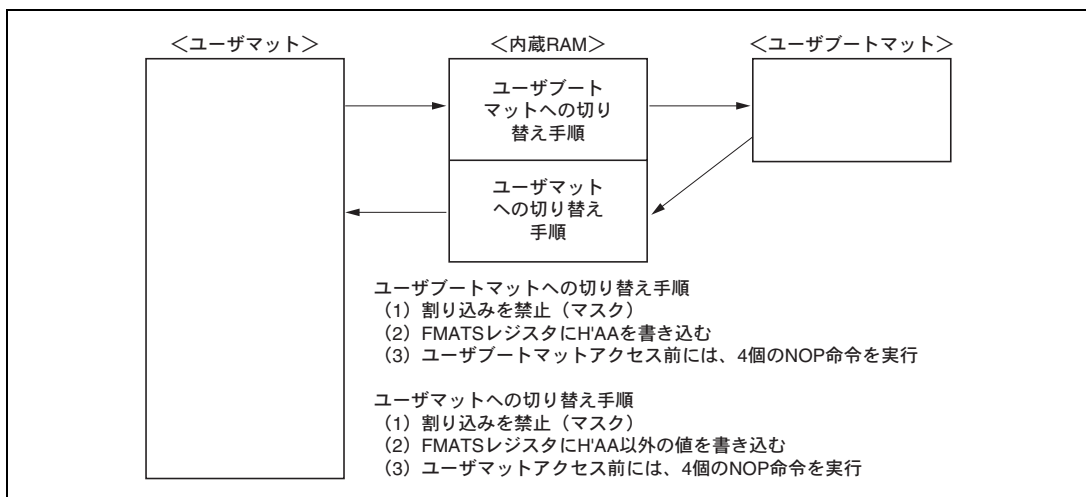 ＜ユーザマット＞
＜内蔵RAM＞
＜ユーザブートマット＞
ユーザブート
マットへの切り
替え手順
ユーザマット
への切り替え
手順
ユーザブートマットへの切り替え手順
（1）割り込みを禁止（マスク）
（2）FMATSレジスタにH'AAを書き込む
（3）ユーザブートマットアクセス前には、4個のNOP命令を実行
ユーザマットへの切り替え手順
（1）割り込みを禁止（マスク）
（2）FMATSレジスタにH'AA以外の値を書き込む
（3）ユーザマットアクセス前には、4個のNOP命令を実行